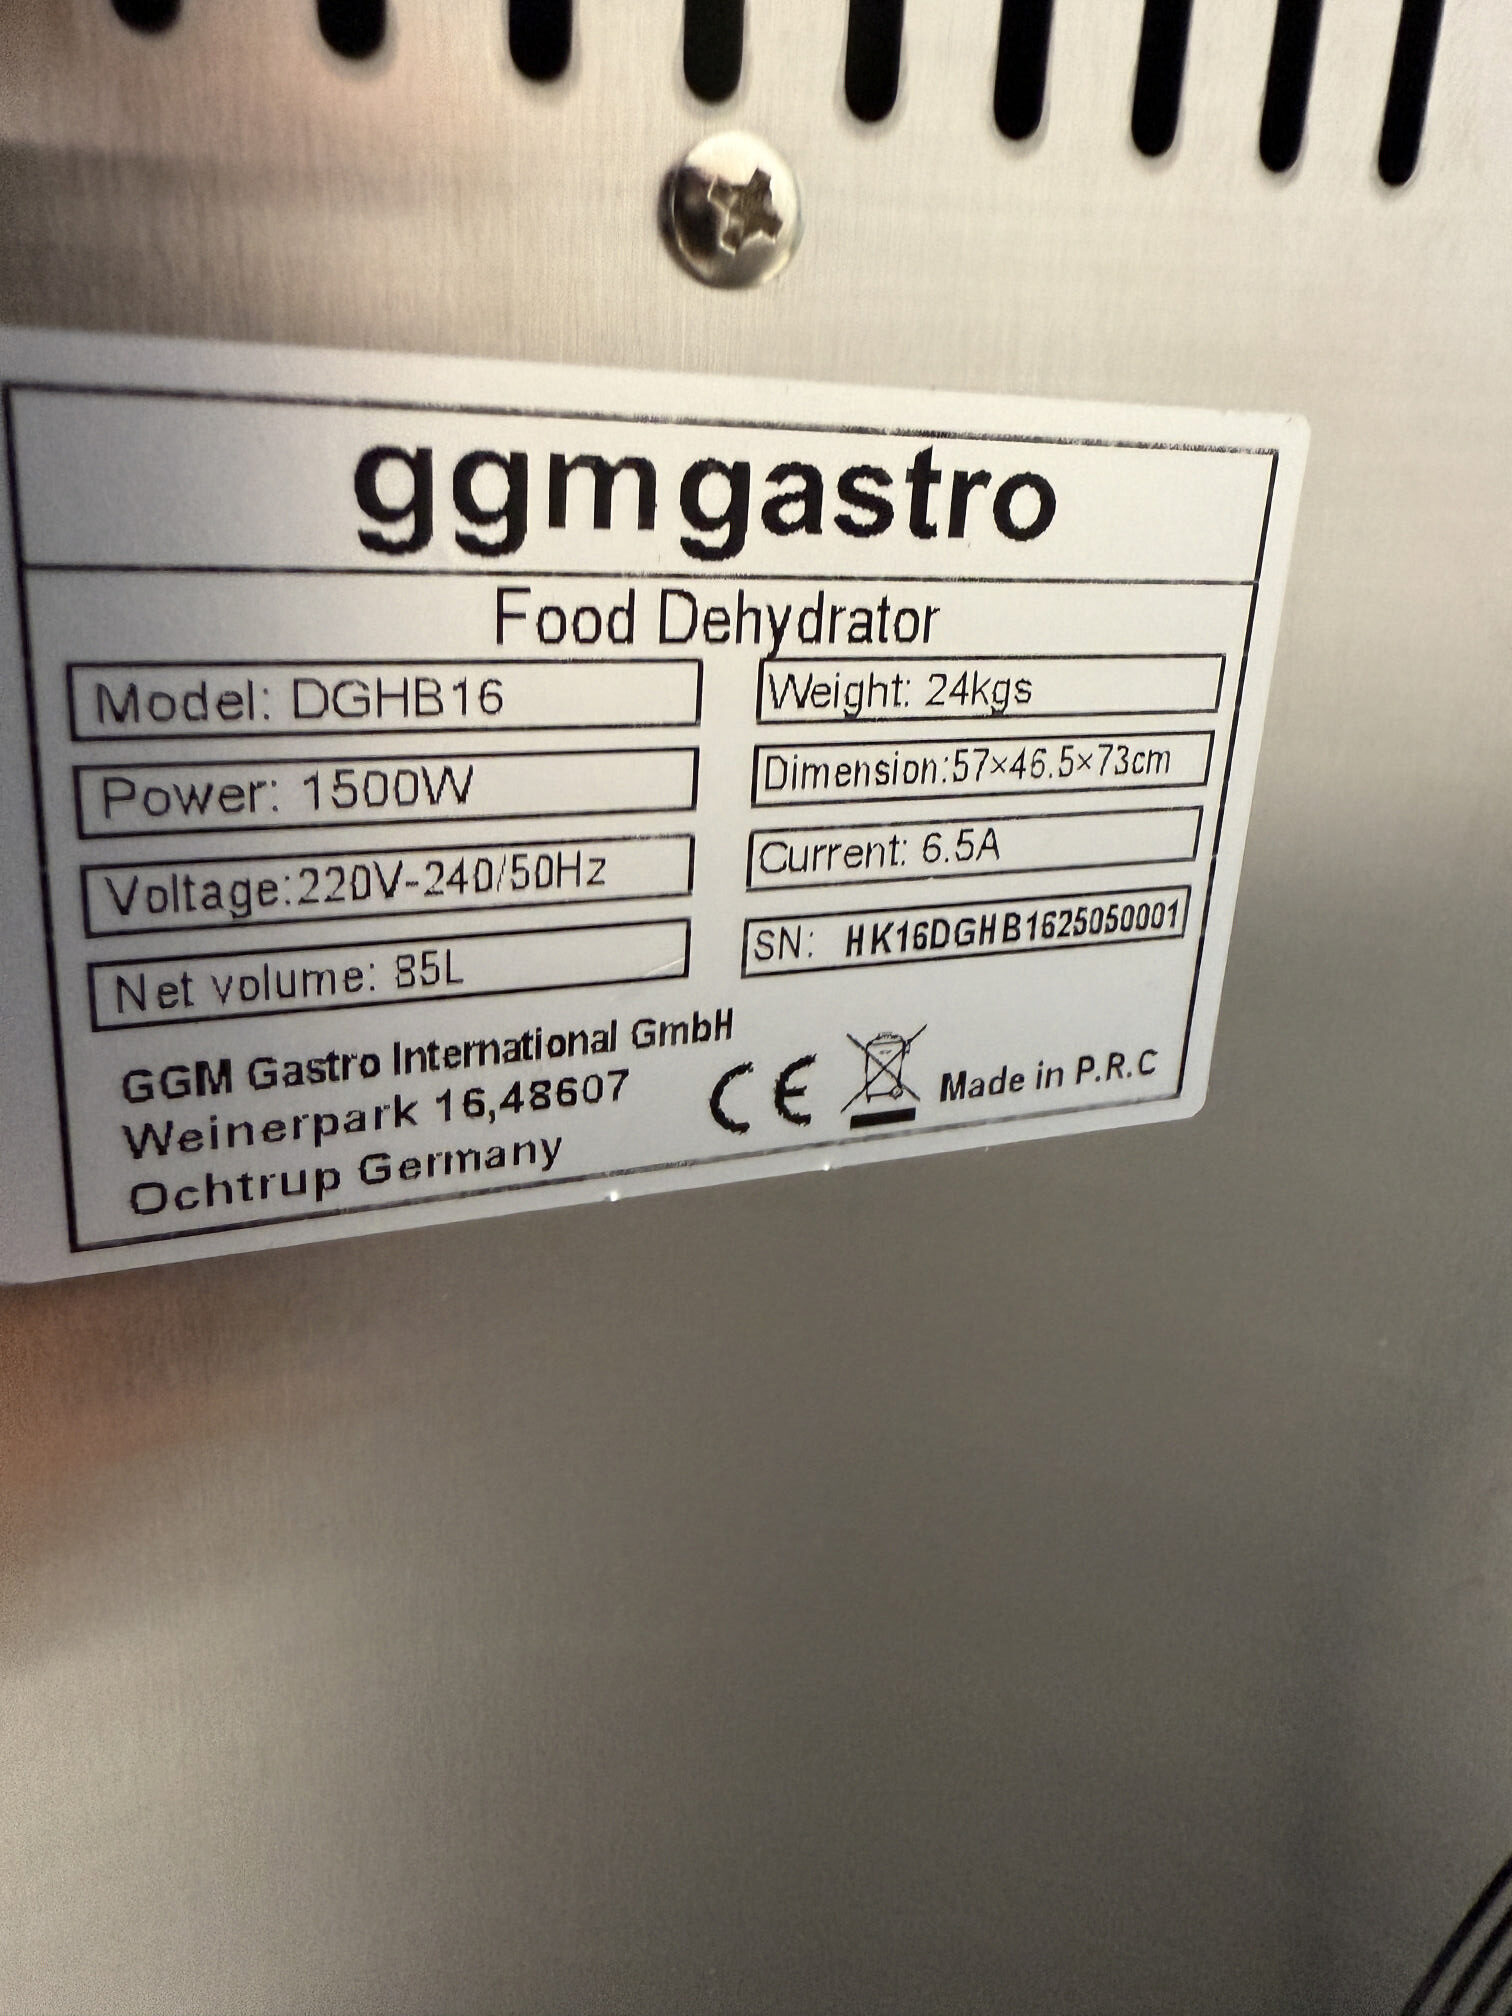 ggmgastro
Food Dehydrator
Model: DGHB16
Weight: 24kgs
Power: 1500W
Dimension:57×46.5×73cm
Voltage:220V-240/50Hz
Current: 6.5A
Net volume: 85L
SN: HK16DGHB1625050001
GGM Gastro International GmbH
Weinerpark 16,48607
Ochtrup Germany
CE
Made in P.R.C